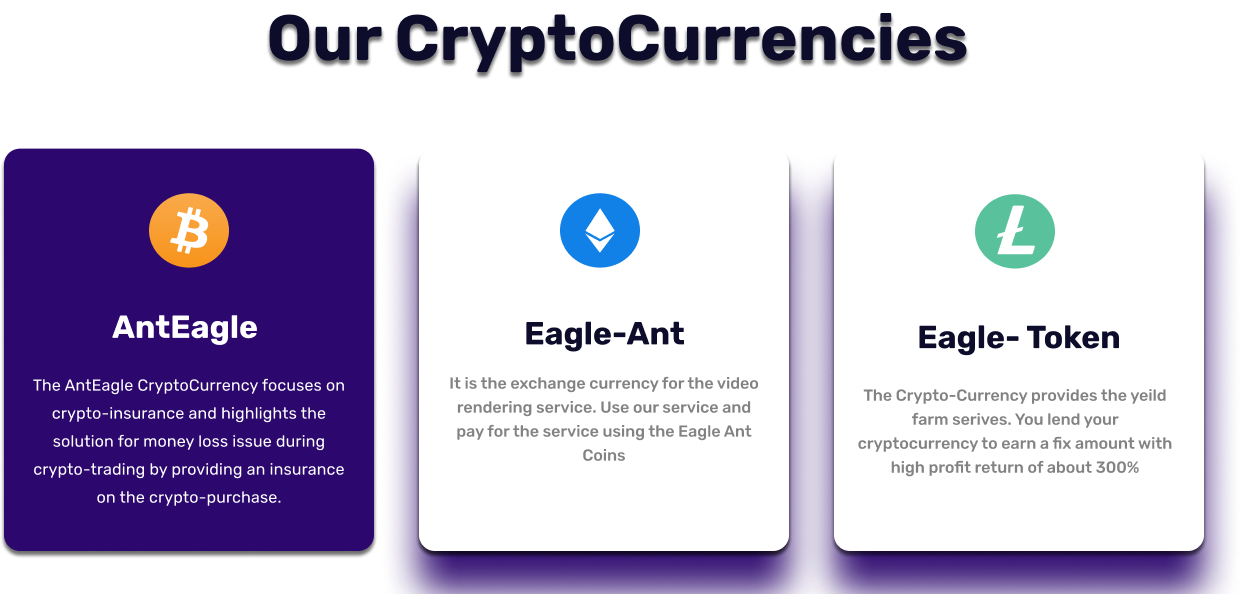 Our CryptoCurrencies
AntEagle
The AntEagle CryptoCurrency focuses on
crypto-insurance and highlights the
solution for money loss issue during
crypto-trading by providing an insurance
on the crypto-purchase.
Eagle-Ant
It is the exchange currency for the video
rendering service. Use our service and
pay for the service using the Eagle Ant
Coins
Eagle- Token
The Crypto-Currency provides the yeild
farm serives. You lend your
cryptocurrency to earn a fix amount with
high profit return of about 300%